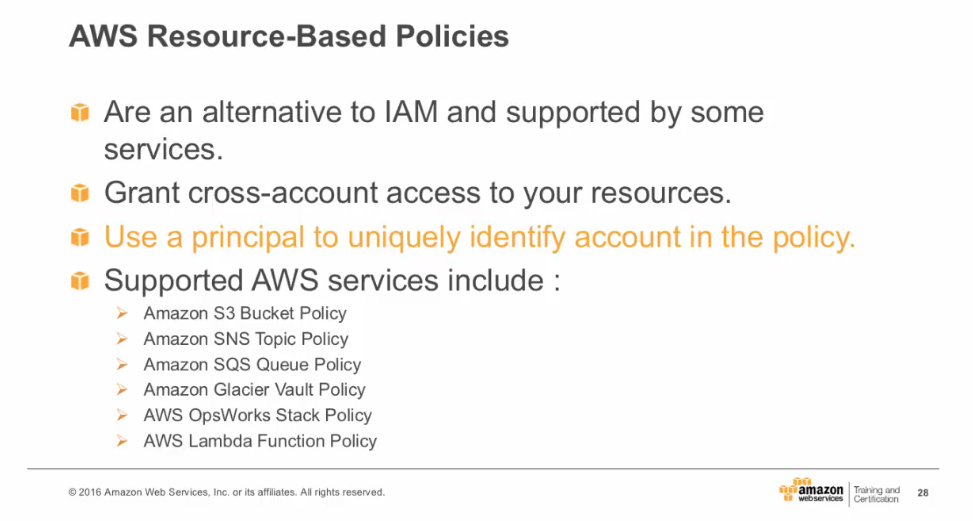 AWS Resource-Based Policies
Are an alternative to IAM and supported by some
services.
Grant cross-account access to your resources.
Use a principal to uniquely identify account in the policy.
Supported AWS services include :
Amazon S3 Bucket Policy
Amazon SNS Topic Policy
Amazon SQS Queue Policy
Amazon Glacier Vault Policy
AWS OpsWorks Stack Policy
AWS Lambda Function Policy
© 2016 Amazon Web Services, Inc. or its affiliates. All rights reserved.
amazon
webservices
Training and
Certification
28